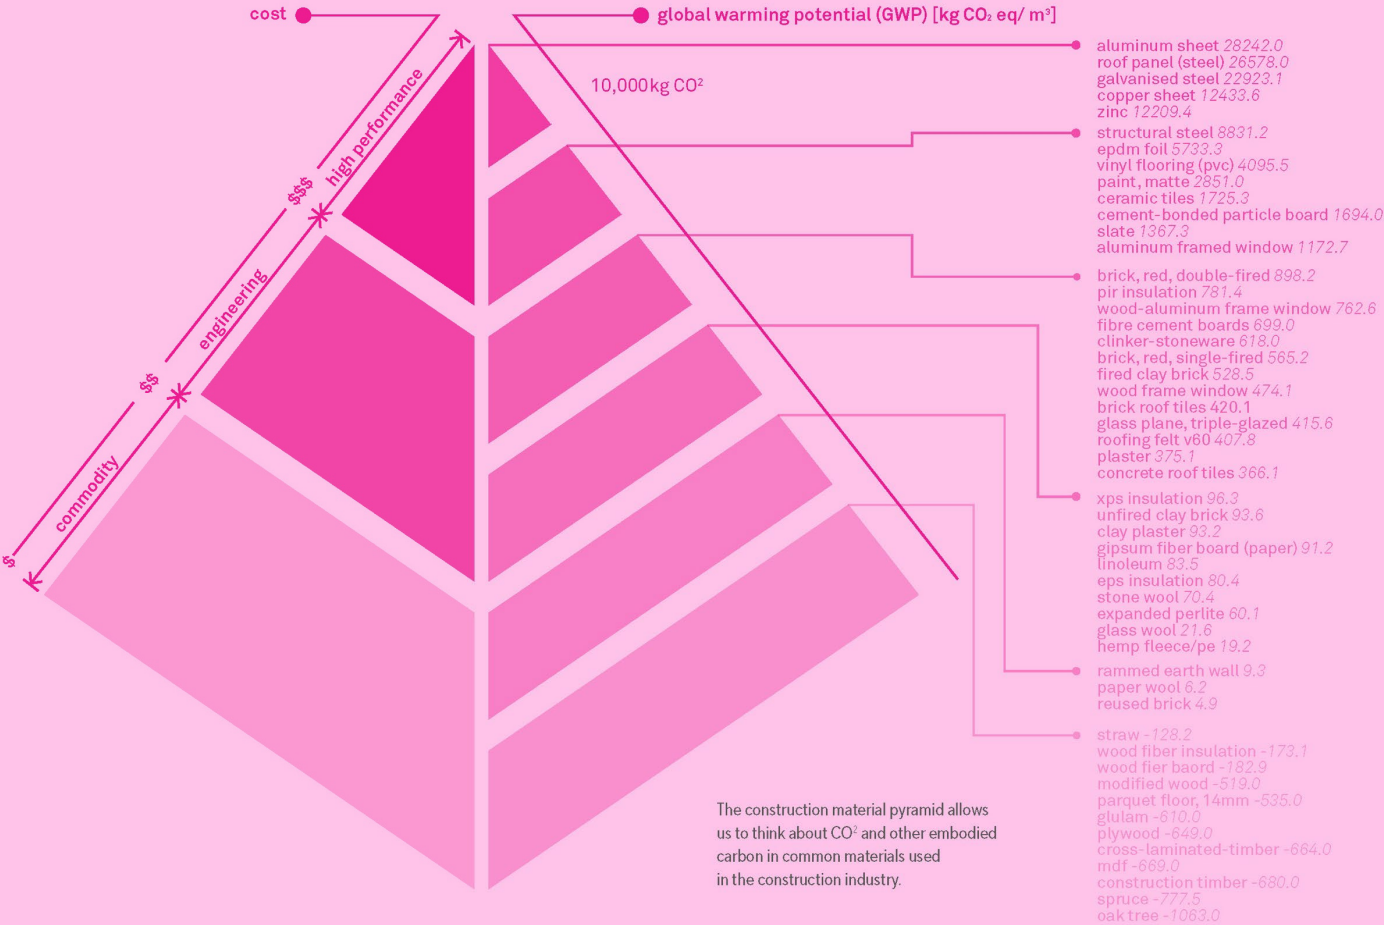 cost
global warming potential (GWP) [kg CO₂ eq/ m³]
10,000kg CO²
high performance
$$$
engineering
$$
commodity
$
aluminum sheet 28242.0
roof panel (steel) 26578.0
galvanised steel 22923.1
copper sheet 12433.6
zinc 12209.4
structural steel 8831.2
epdm foil 5733.3
vinyl flooring (pvc) 4095.5
paint, matte 2851.0
ceramic tiles 1725.3
cement-bonded particle board 1694.0
slate 1367.3
aluminum framed window 1172.7
brick, red, double-fired 898.2
pir insulation 781.4
wood-aluminum frame window 762.6
fibre cement boards 699.0
clinker-stoneware 618.0
brick, red, single-fired 565.2
fired clay brick 528.5
wood frame window 474.1
brick roof tiles 420.1
glass plane, triple-glazed 415.6
roofing felt v60 407.8
plaster 375.1
concrete roof tiles 366.1
xps insulation 96.3
unfired clay brick 93.6
clay plaster 93.2
gipsum fiber board (paper) 91.2
linoleum 83.5
eps insulation 80.4
stone wool 70.4
expanded perlite 60.1
glass wool 21.6
hemp fleece/pe 19.2
rammed earth wall 9.3
paper wool 6.2
reused brick 4.9
straw -128.2
wood fiber insulation -173.1
wood fier baord -182.9
modified wood -519.0
parquet floor, 14mm -535.0
glulam -610.0
plywood -649.0
cross-laminated-timber -664.0
mdf -669.0
construction timber -680.0
spruce -777.5
oak tree -1063.0
The construction material pyramid allows
us to think about CO² and other embodied
carbon in common materials used
in the construction industry.